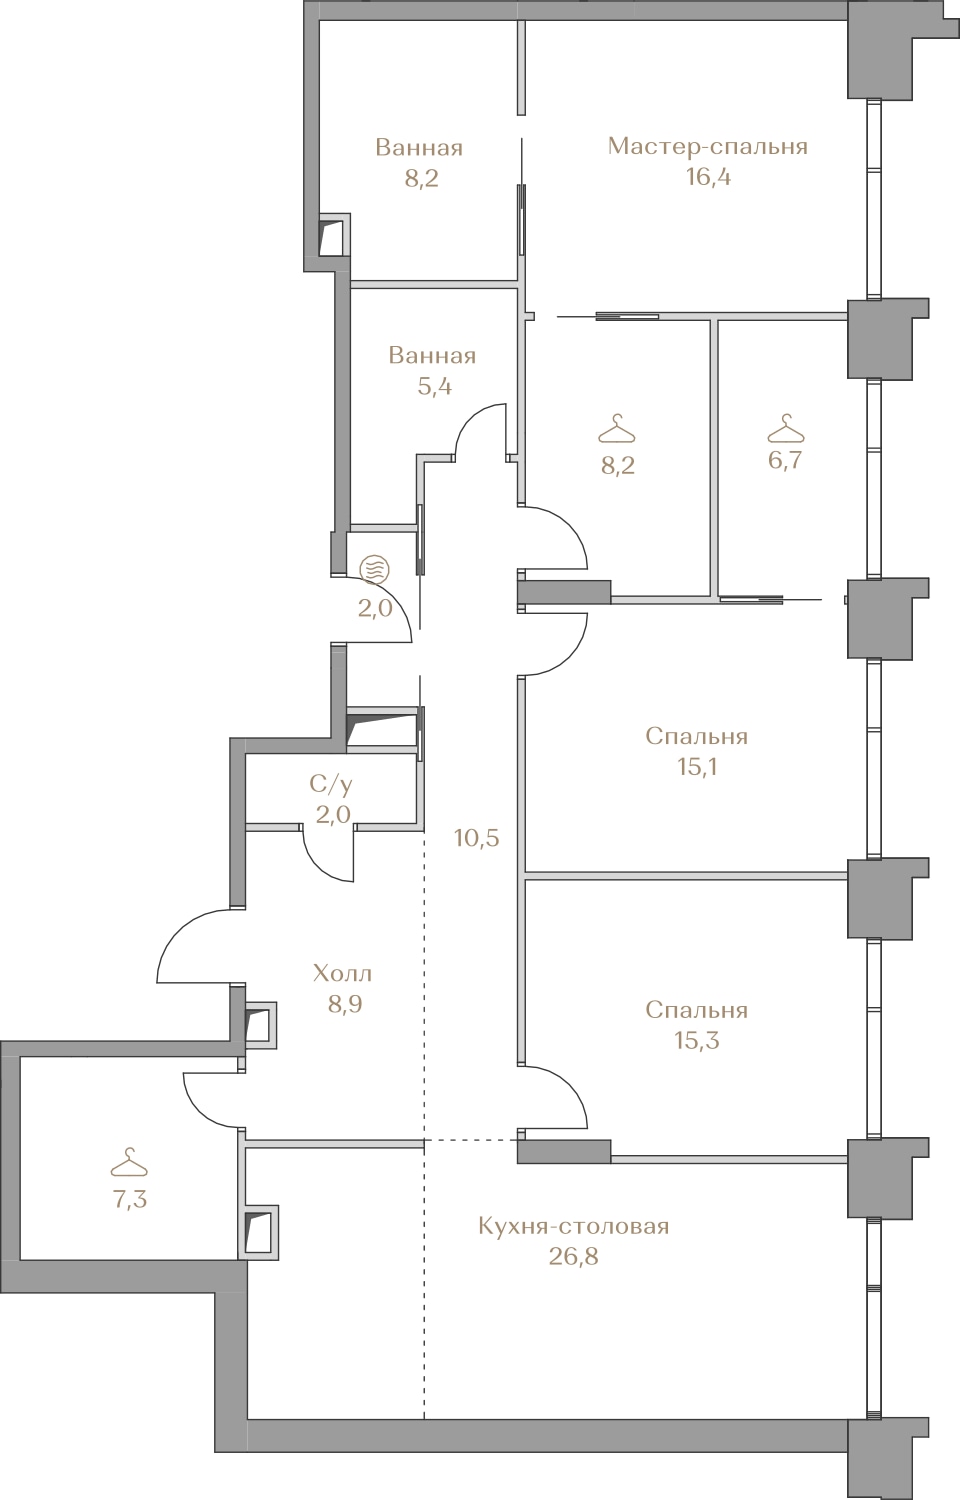 Ванная
8,2
Мастер-спальня
16,4
Ванная
5,4
8,2
6,7
2,0
Спальня
15,1
С/у
2,0
10,5
Холл
8,9
Спальня
15,3
7,3
Кухня-столовая
26,8